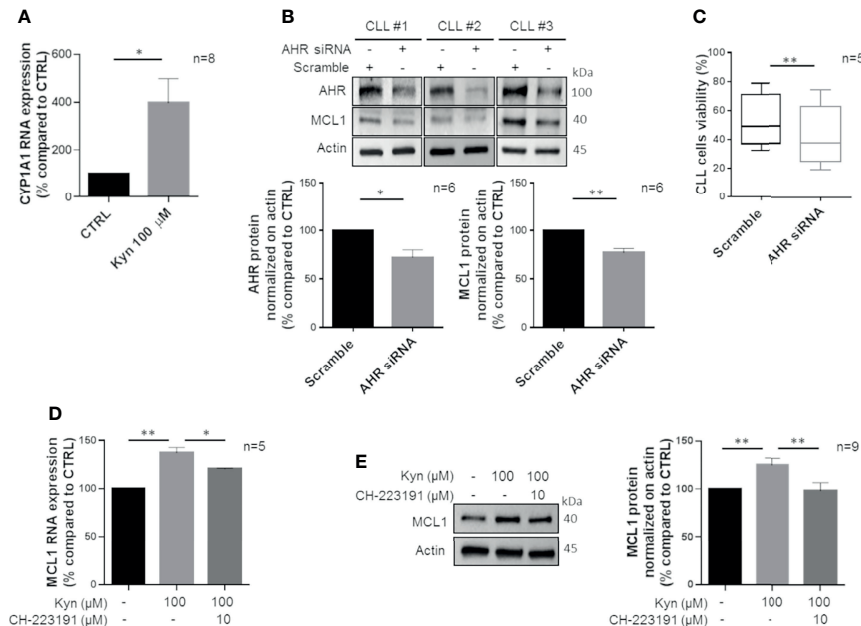 A
CYP1A1 RNA expression
(% compared to CTRL)
600
400
200
0
*
n=8
CTRL
Kyn 100 µM
B
CLL #1 CLL #2 CLL #3
AHR siRNA - + - + - +
Scramble + - + - + -
kDa
AHR 100
MCL1 40
Actin 45
AHR protein
normalized on actin
(% compared to CTRL)
150
100
50
0
*
n=6
Scramble
AHR siRNA
MCL1 protein
normalized on actin
(% compared to CTRL)
150
100
50
0
**
n=6
Scramble
AHR siRNA
C
CLL cells viability (%)
100
80
60
40
20
0
**
n=5
Scramble
AHR siRNA
D
MCL1 RNA expression
(% compared to CTRL)
150
100
50
0
** *
n=5
Kyn (µM) - 100 100
CH-223191 (µM) - - 10
E
Kyn (µM) - 100 100
CH-223191 (µM) - - 10
kDa
MCL1 40
Actin 45
MCL1 protein
normalized on actin
(% compared to CTRL)
150
100
50
0
** **
n=9
Kyn (µM) - 100 100
CH-223191 (µM) - - 10